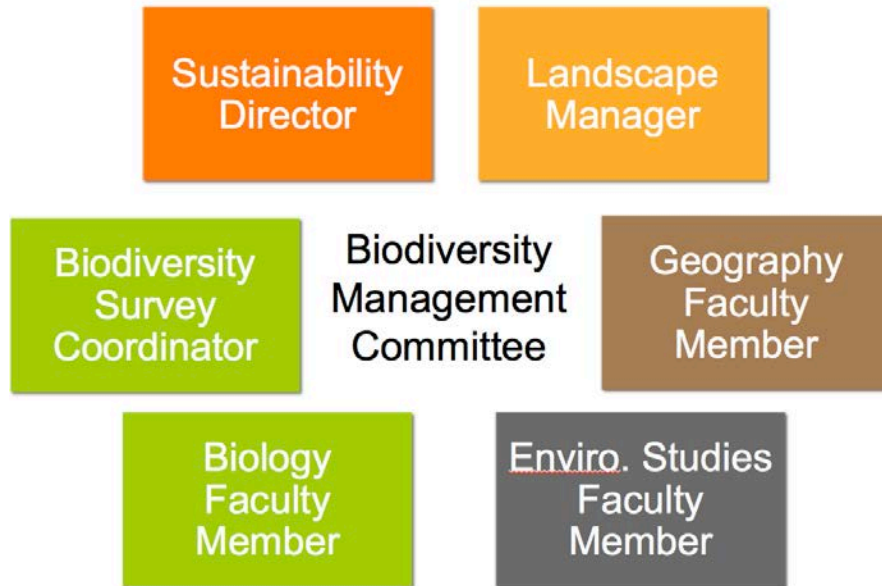 Sustainability
Director
Landscape
Manager
Biodiversity
Survey
Coordinator
Biodiversity
Management
Committee
Geography
Faculty
Member
Biology
Faculty
Member
Enviro. Studies
Faculty
Member